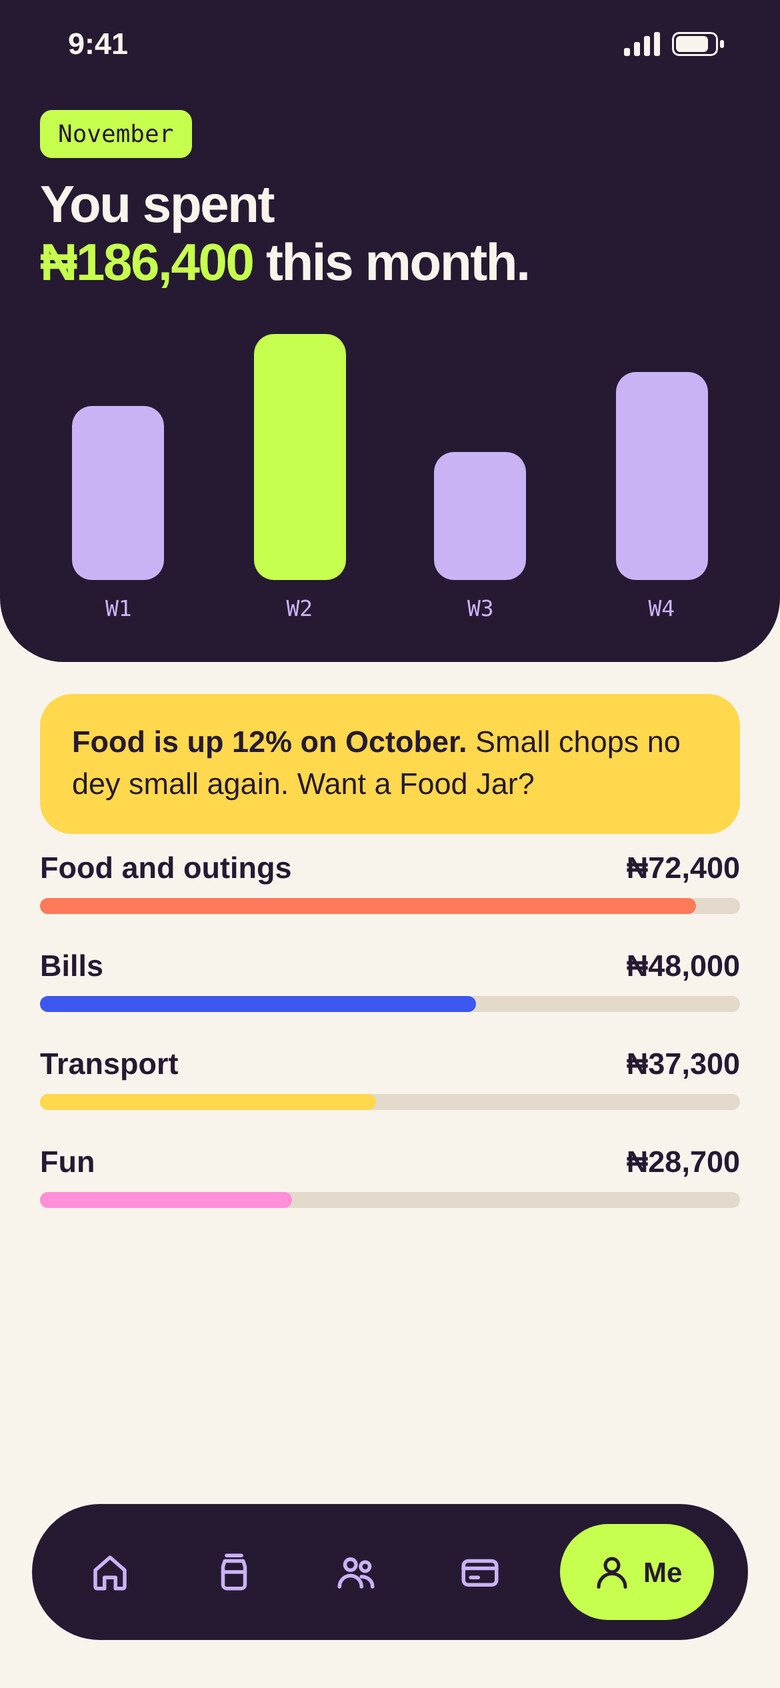 9:41
November
You spent
₦186,400 this month.
W1 W2 W3 W4
Food is up 12% on October. Small chops no
dey small again. Want a Food Jar?
Food and outings ₦72,400
Bills ₦48,000
Transport ₦37,300
Fun ₦28,700
Me